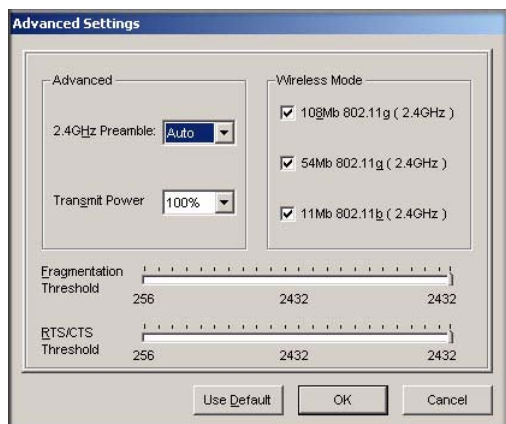 Advanced Settings
Advanced
2.4GHz Preamble: Auto
Transmit Power 100%
Wireless Mode
108Mb 802.11g ( 2.4GHz )
54Mb 802.11g ( 2.4GHz )
11Mb 802.11b ( 2.4GHz )
Fragmentation
Threshold
256 2432 2432
RTS/CTS
Threshold
256 2432 2432
Use Default OK Cancel